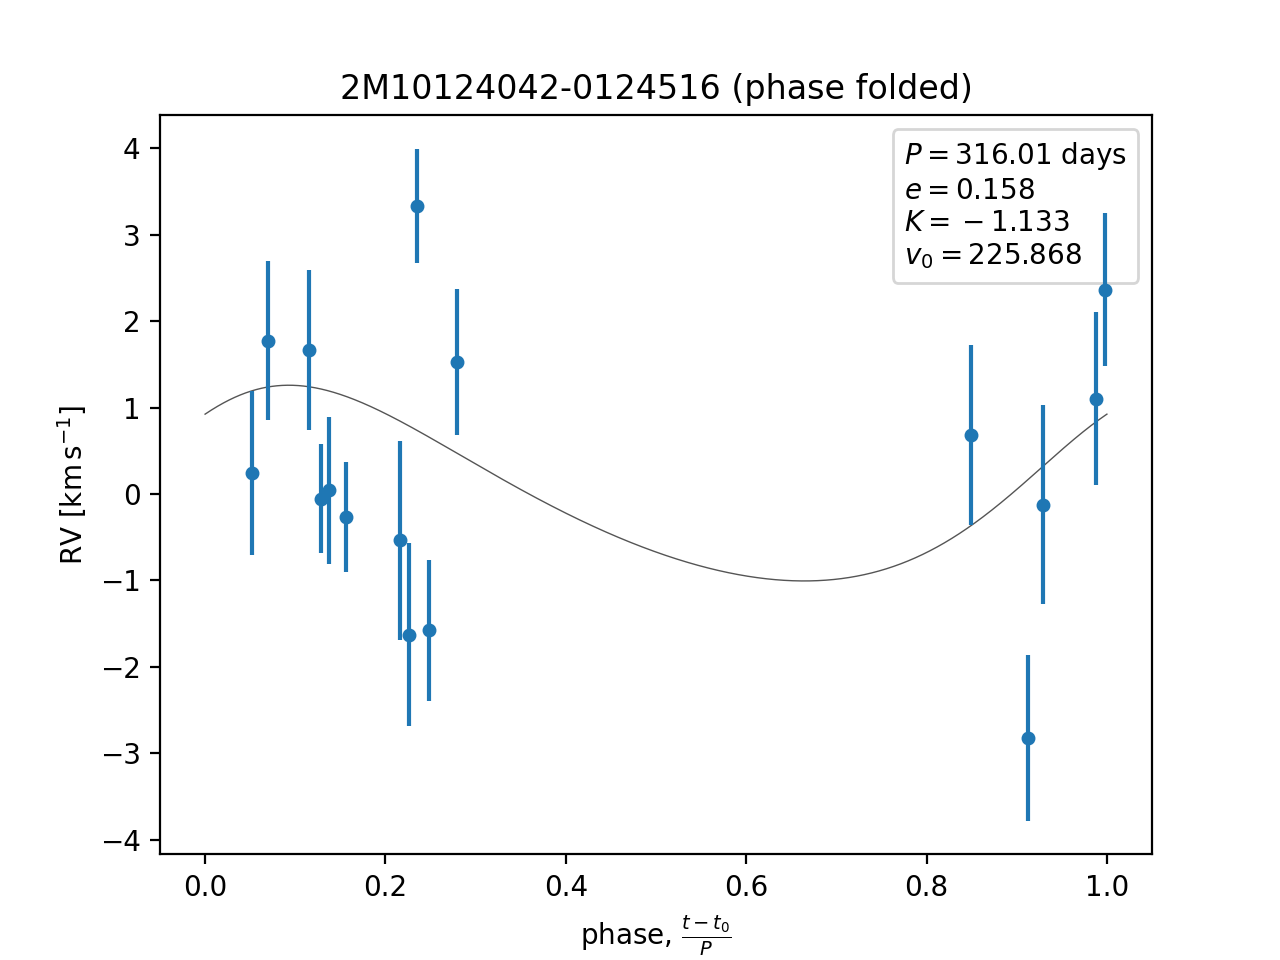 2M10124042-0124516 (phase folded)
P = 316.01 days
e = 0.158
K = −1.133
v₀ = 225.868
4
3
2
1
0
−1
−2
−3
−4
RV [km s⁻¹]
0.0 0.2 0.4 0.6 0.8 1.0
phase, (t − t₀)/P